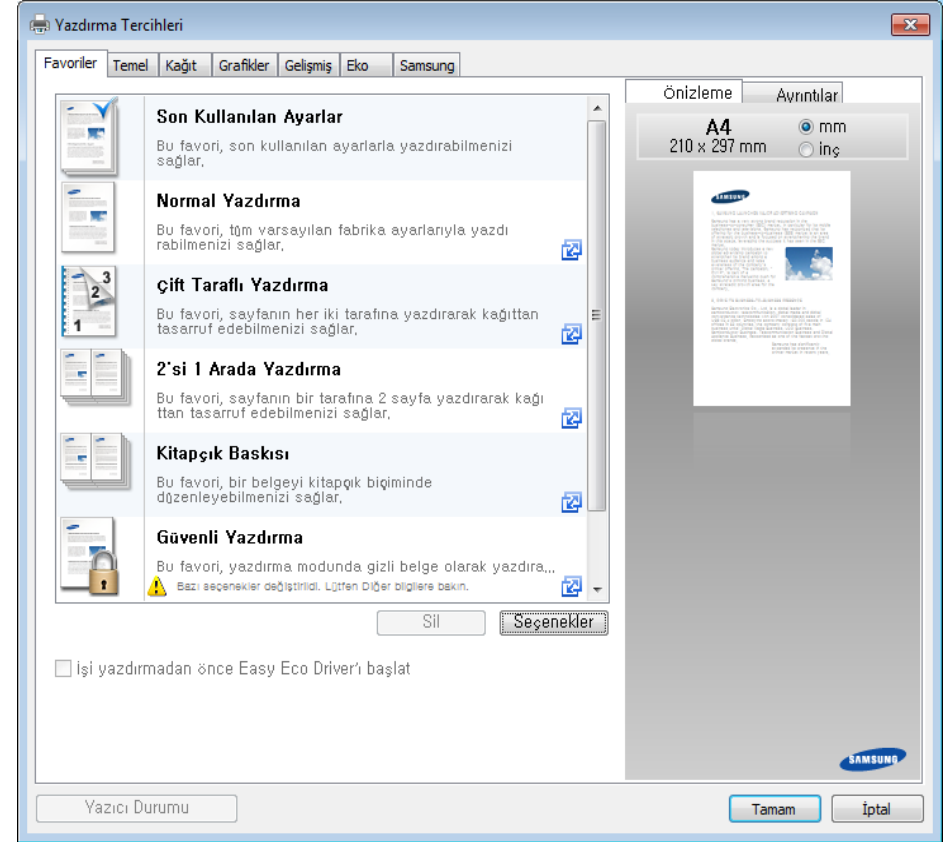 Yazdırma Tercihleri
Favoriler Temel Kağıt Grafikler Gelişmiş Eko Samsung
Son Kullanılan Ayarlar
Bu favori, son kullanılan ayarlarla yazdırabilmenizi
sağlar,
Normal Yazdırma
Bu favori, tüm varsayılan fabrika ayarlarıyla yazdı
rabilmenizi sağlar,
Çift Taraflı Yazdırma
Bu favori, sayfanın her iki tarafına yazdırarak kağıttan
tasarruf edebilmenizi sağlar,
2'si 1 Arada Yazdırma
Bu favori, sayfanın bir tarafına 2 sayfa yazdırarak kağı
ttan tasarruf edebilmenizi sağlar,
Kitapçık Baskısı
Bu favori, bir belgeyi kitapçık biçiminde
düzenleyebilmenizi sağlar,
Güvenli Yazdırma
Bu favori, yazdırma modunda gizli belge olarak yazdıra,,,
Bazı seçenekler değiştirildi. Lütfen Diğer bilgilere bakın.
Sil Seçenekler
İşi yazdırmadan önce Easy Eco Driver'ı başlat
Önizleme Ayrıntılar
A4
210 x 297 mm
mm
inç
SAMSUNG
SAMSUNG
Yazıcı Durumu Tamam İptal